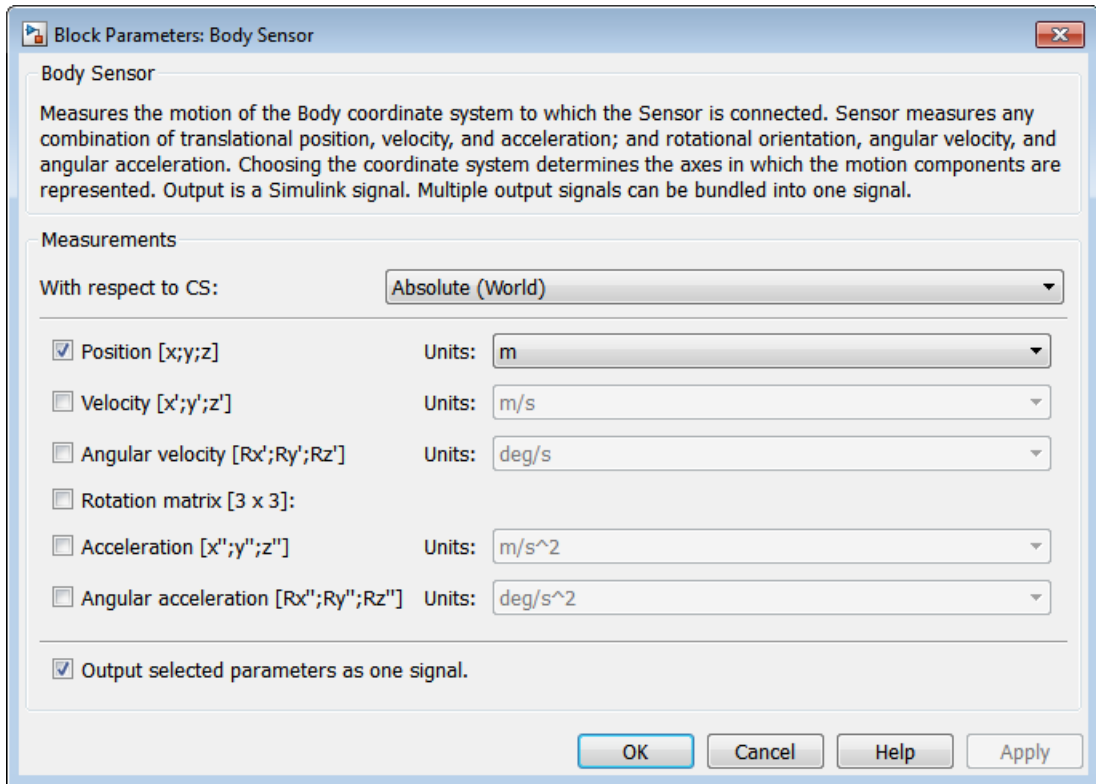 Block Parameters: Body Sensor
Body Sensor
Measures the motion of the Body coordinate system to which the Sensor is connected. Sensor measures any
combination of translational position, velocity, and acceleration; and rotational orientation, angular velocity, and
angular acceleration. Choosing the coordinate system determines the axes in which the motion components are
represented. Output is a Simulink signal. Multiple output signals can be bundled into one signal.
Measurements
With respect to CS: Absolute (World)
Position [x;y;z] Units: m
Velocity [x';y';z'] Units: m/s
Angular velocity [Rx';Ry';Rz'] Units: deg/s
Rotation matrix [3 x 3]:
Acceleration [x'';y'';z''] Units: m/s^2
Angular acceleration [Rx'';Ry'';Rz''] Units: deg/s^2
Output selected parameters as one signal.
OK Cancel Help Apply